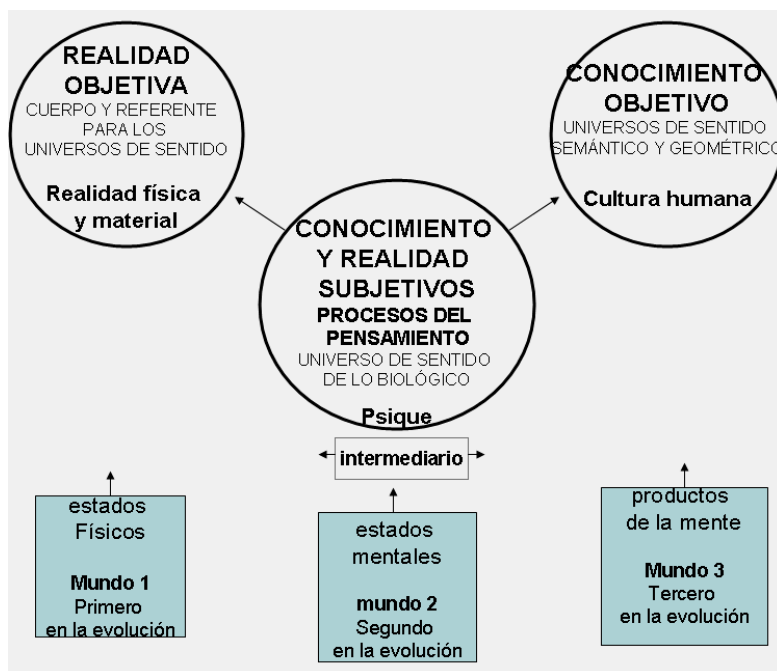 REALIDAD
OBJETIVA
CUERPO Y REFERENTE
PARA LOS
UNIVERSOS DE SENTIDO
Realidad física
y material
CONOCIMIENTO
OBJETIVO
UNIVERSOS DE SENTIDO
SEMÁNTICO Y GEOMÉTRICO
Cultura humana
CONOCIMIENTO
Y REALIDAD
SUBJETIVOS
PROCESOS DEL
PENSAMIENTO
UNIVERSO DE SENTIDO
DE LO BIOLÓGICO
Psique
intermediario
estados
Físicos
Mundo 1
Primero
en la evolución
estados
mentales
mundo 2
Segundo
en la evolución
productos
de la mente
Mundo 3
Tercero
en la evolución